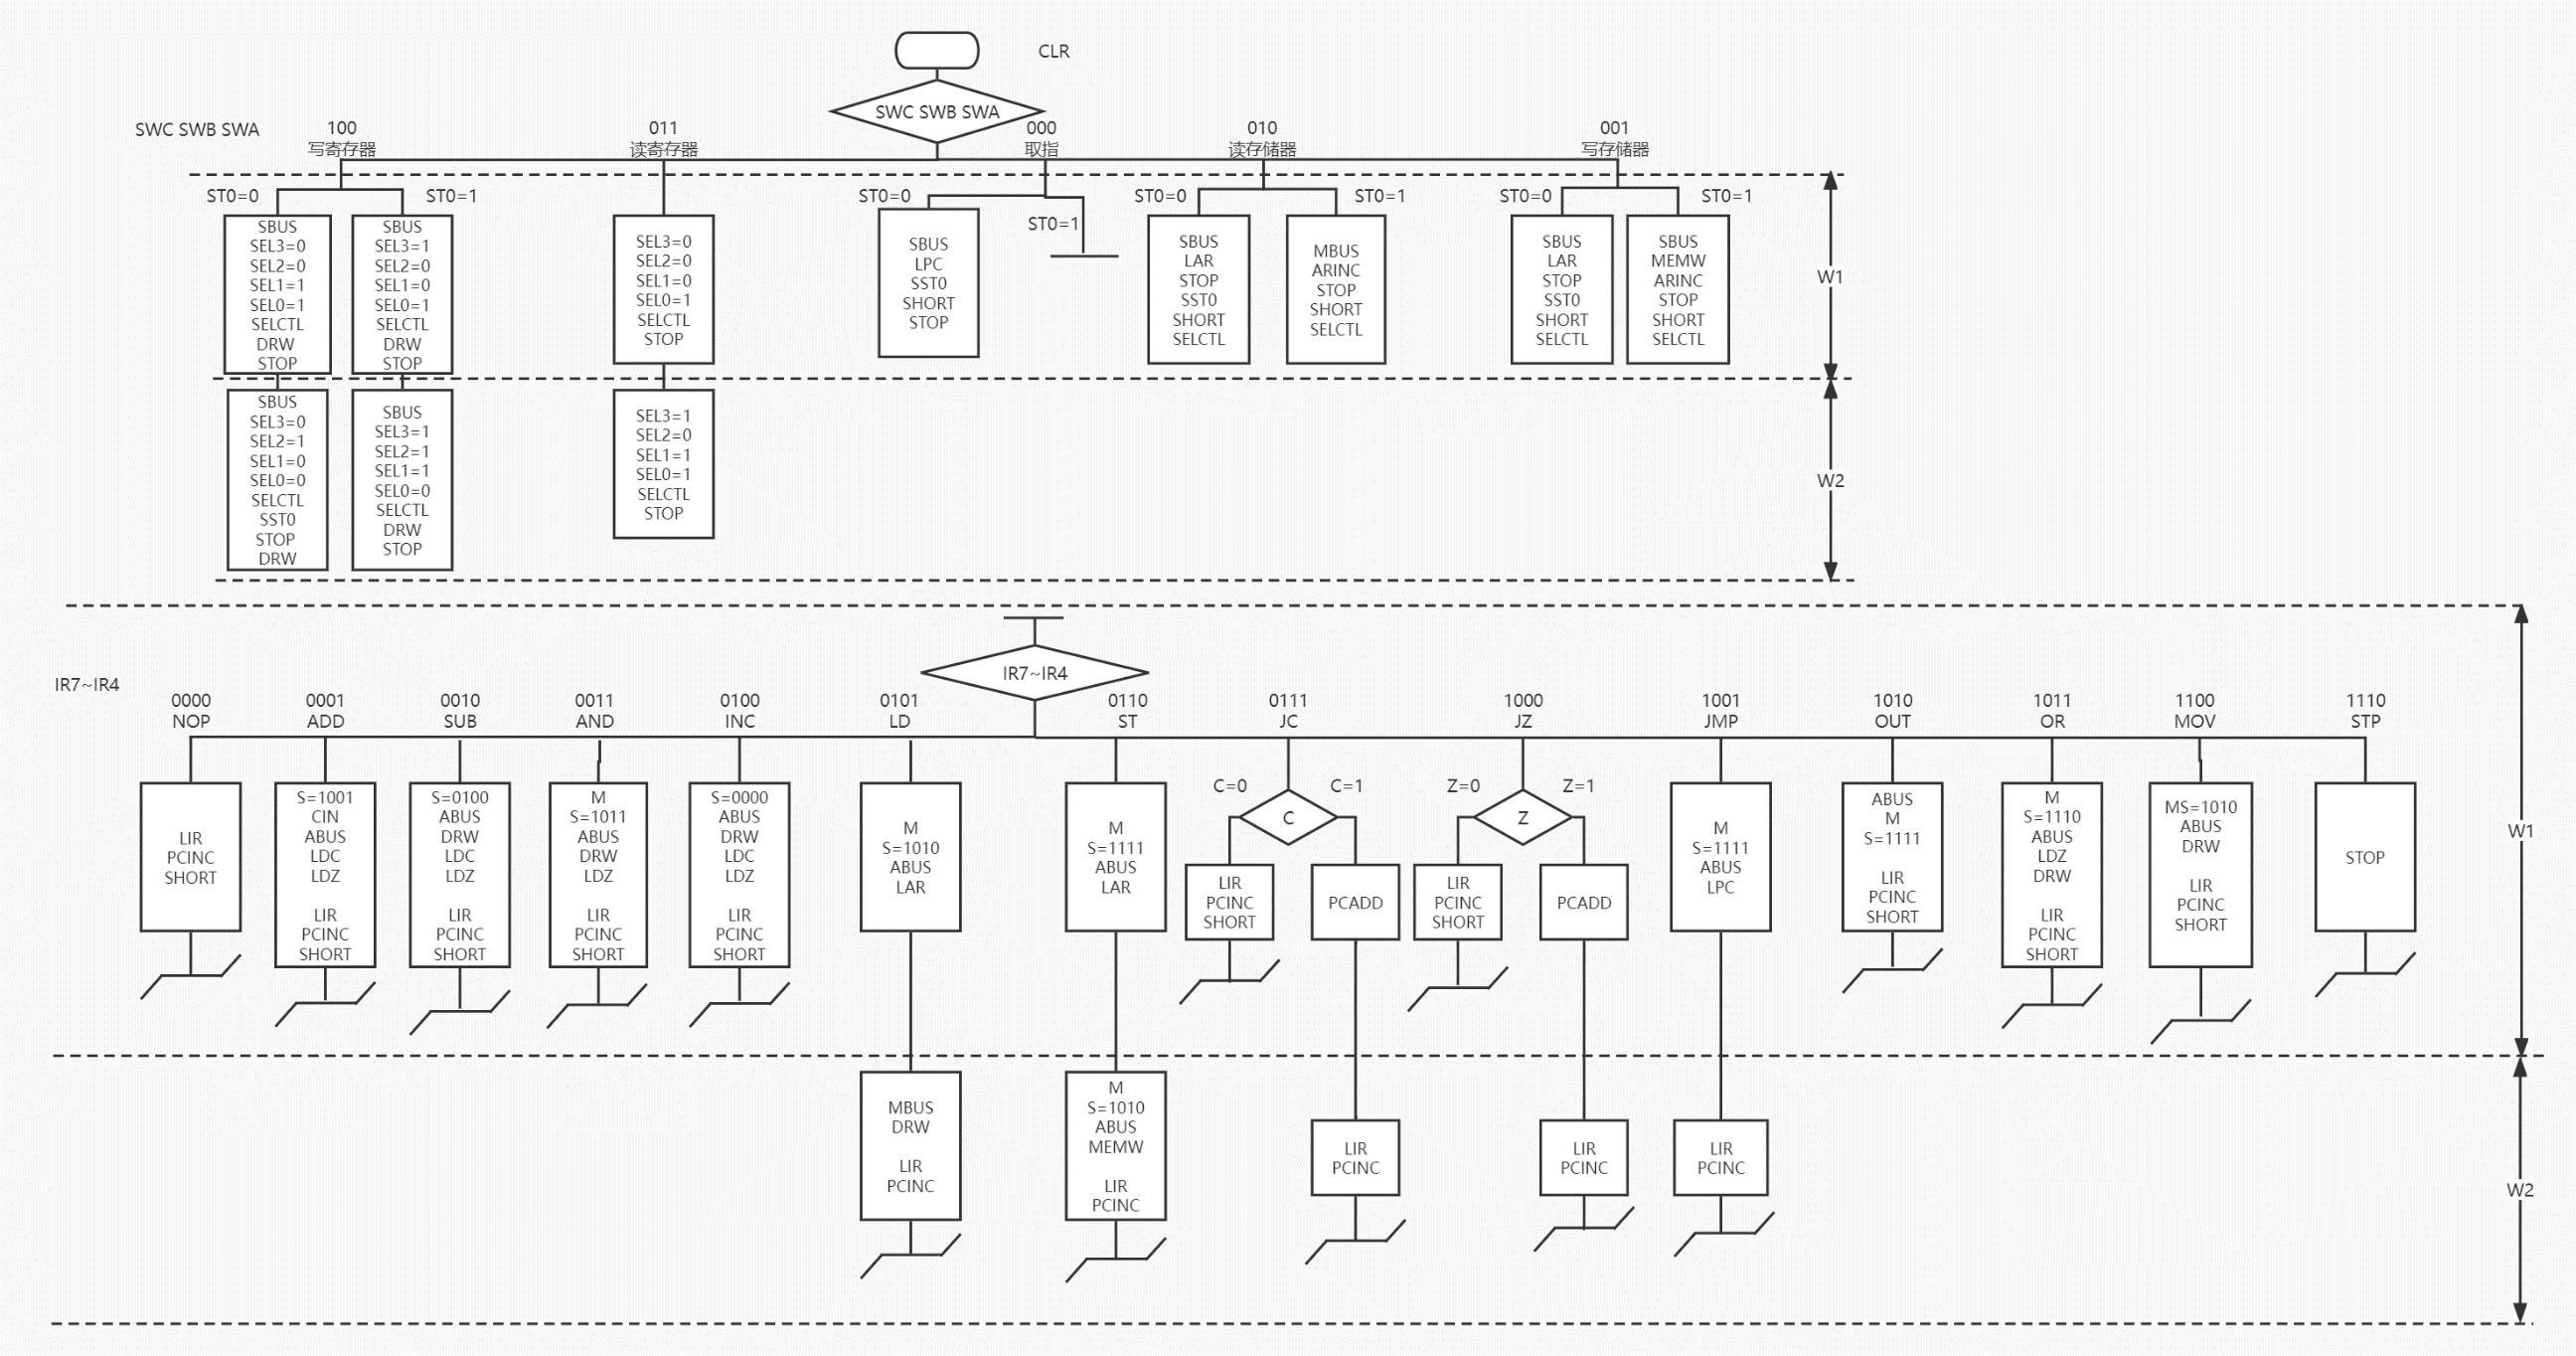 CLR
SWC SWB SWA
SWC SWB SWA
100
写寄存器
011
读寄存器
000
取指
010
读存储器
001
写存储器
ST0=0
ST0=1
ST0=0
ST0=1
ST0=0
ST0=1
ST0=0
ST0=1
SBUS
SEL3=0
SEL2=0
SEL1=1
SEL0=1
SELCTL
DRW
STOP
SBUS
SEL3=1
SEL2=0
SEL1=0
SEL0=1
SELCTL
DRW
STOP
SEL3=0
SEL2=0
SEL1=0
SEL0=1
SELCTL
STOP
SBUS
LPC
SST0
SHORT
STOP
SBUS
LAR
STOP
SST0
SHORT
SELCTL
MBUS
ARINC
STOP
SHORT
SELCTL
SBUS
LAR
STOP
SST0
SHORT
SELCTL
SBUS
MEMW
ARINC
STOP
SHORT
SELCTL
W1
SBUS
SEL3=0
SEL2=1
SEL1=0
SEL0=0
SELCTL
SST0
STOP
DRW
SBUS
SEL3=1
SEL2=1
SEL1=1
SEL0=0
SELCTL
DRW
STOP
SEL3=1
SEL2=0
SEL1=1
SEL0=1
SELCTL
STOP
W2
IR7~IR4
IR7~IR4
0000
NOP
0001
ADD
0010
SUB
0011
AND
0100
INC
0101
LD
0110
ST
0111
JC
1000
JZ
1001
JMP
1010
OUT
1011
OR
1100
MOV
1110
STP
LIR
PCINC
SHORT
S=1001
CIN
ABUS
LDC
LDZ
LIR
PCINC
SHORT
S=0100
ABUS
DRW
LDC
LDZ
LIR
PCINC
SHORT
M
S=1011
ABUS
DRW
LDZ
LIR
PCINC
SHORT
S=0000
ABUS
DRW
LDC
LDZ
LIR
PCINC
SHORT
M
S=1010
ABUS
LAR
M
S=1111
ABUS
LAR
C=0
C=1
C
LIR
PCINC
SHORT
PCADD
Z=0
Z=1
Z
LIR
PCINC
SHORT
PCADD
M
S=1111
ABUS
LPC
ABUS
M
S=1111
LIR
PCINC
SHORT
M
S=1110
ABUS
LDZ
DRW
LIR
PCINC
SHORT
MS=1010
ABUS
DRW
LIR
PCINC
SHORT
STOP
W1
MBUS
DRW
LIR
PCINC
M
S=1010
ABUS
MEMW
LIR
PCINC
LIR
PCINC
LIR
PCINC
LIR
PCINC
W2